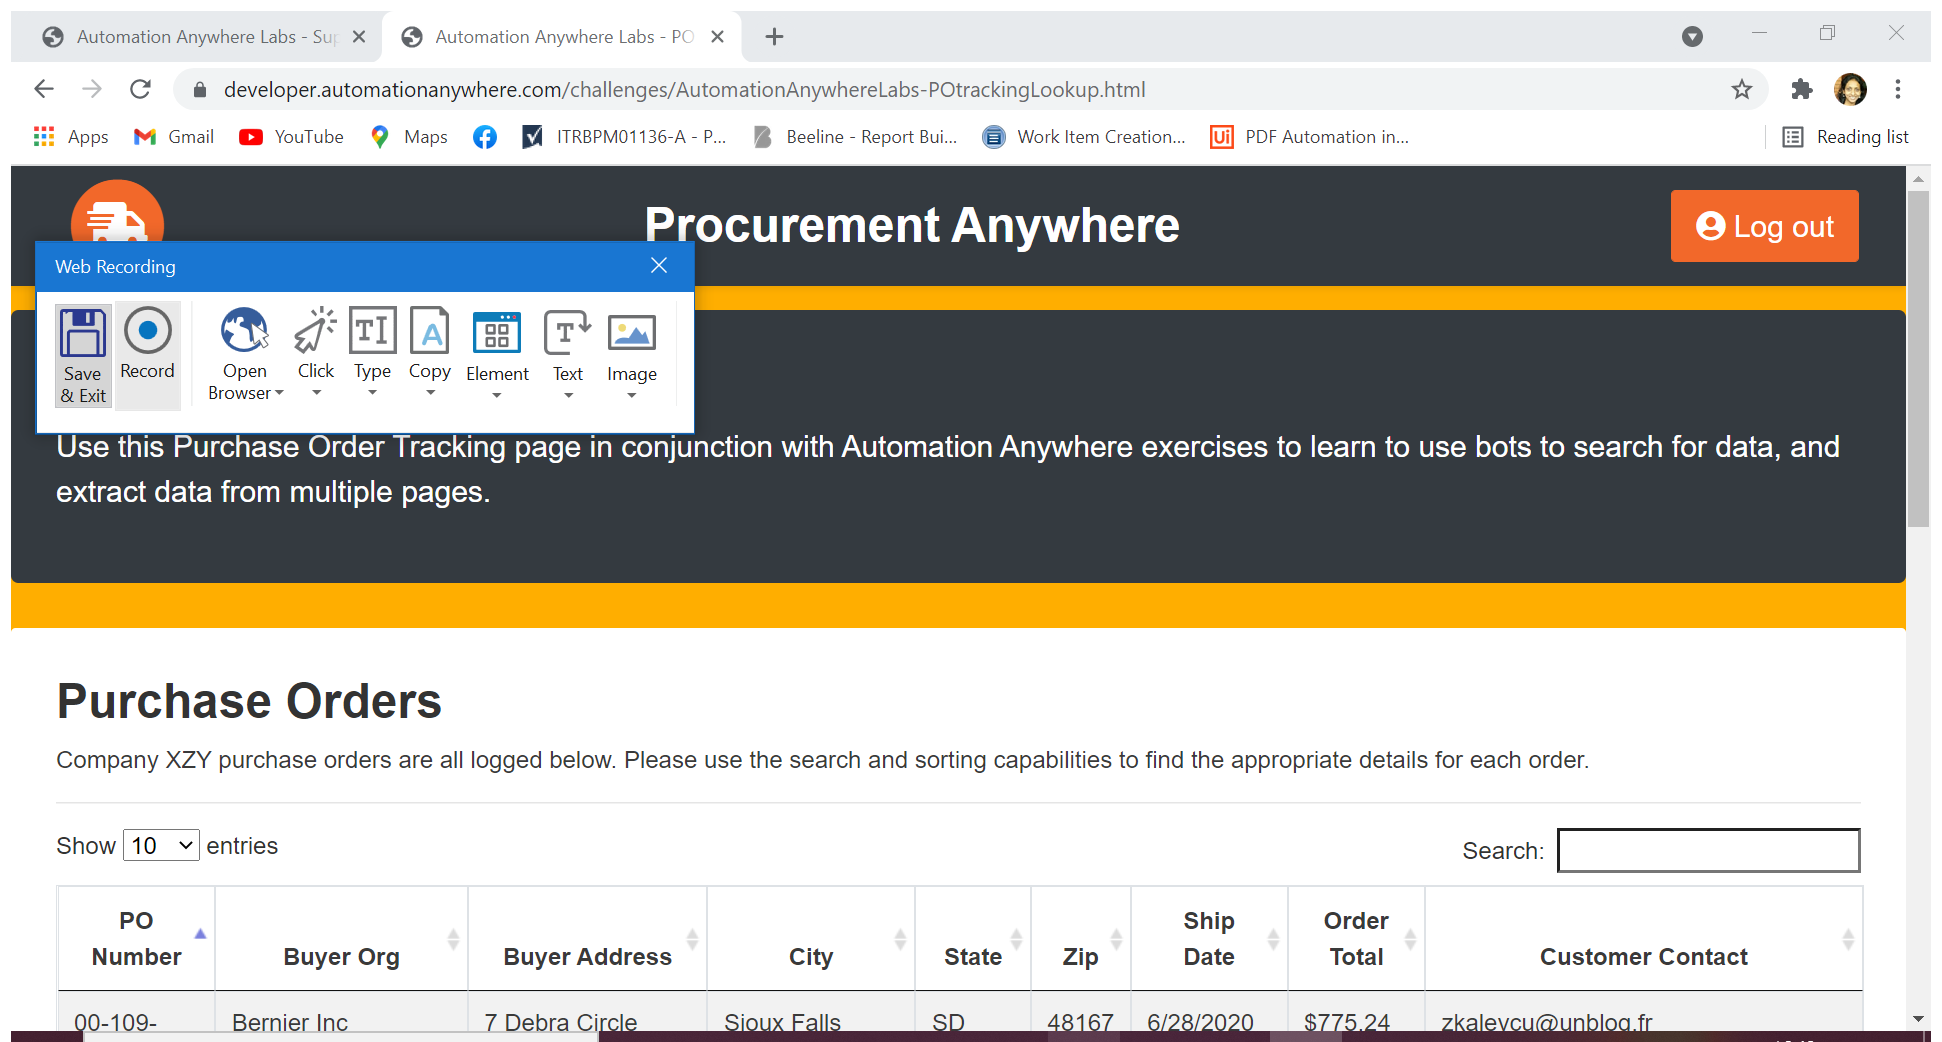 Automation Anywhere Labs - Sup
Automation Anywhere Labs - PO
developer.automationanywhere.com/challenges/AutomationAnywhereLabs-POtrackingLookup.html
Apps Gmail YouTube Maps ITRBPM01136-A - P... Beeline - Report Bui... Work Item Creation... Ui PDF Automation in... Reading list
Procurement Anywhere
Log out
Web Recording
Save & Exit
Record
Open Browser
Click
Type
Copy
Element
Text
Image
Use this Purchase Order Tracking page in conjunction with Automation Anywhere exercises to learn to use bots to search for data, and
extract data from multiple pages.
Purchase Orders
Company XZY purchase orders are all logged below. Please use the search and sorting capabilities to find the appropriate details for each order.
Show 10 entries
Search:
PO Number Buyer Org Buyer Address City State Zip Ship Date Order Total Customer Contact
00-109- Bernier Inc 7 Debra Circle Sioux Falls SD 48167 6/28/2020 $775.24 zkalevcu@unblog.fr